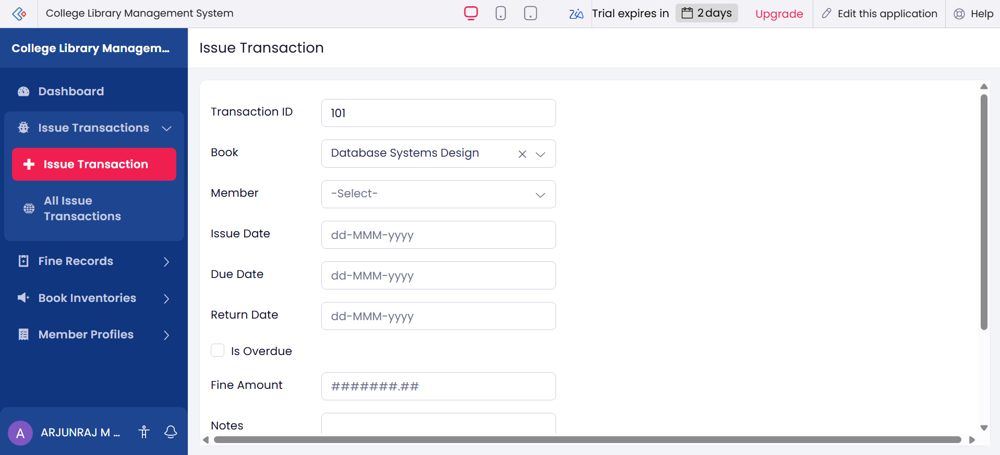 College Library Management System
Trial expires in 2 days
Upgrade
Edit this application
Help
College Library Managem...
Dashboard
Issue Transactions
Issue Transaction
All Issue
Transactions
Fine Records
Book Inventories
Member Profiles
A
ARJUNRAJ M ...
Issue Transaction
Transaction ID
101
Book
Database Systems Design
Member
-Select-
Issue Date
dd-MMM-yyyy
Due Date
dd-MMM-yyyy
Return Date
dd-MMM-yyyy
Is Overdue
Fine Amount
#######.##
Notes